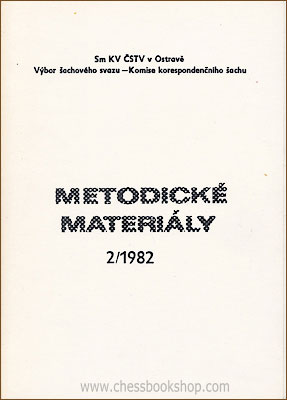 Sm KV ČSTV v Ostravě
Výbor šachového svazu — Komise korespondenčního šachu
METODICKÉ
MATERIÁLY
2/1982
www.chessbookshop.com